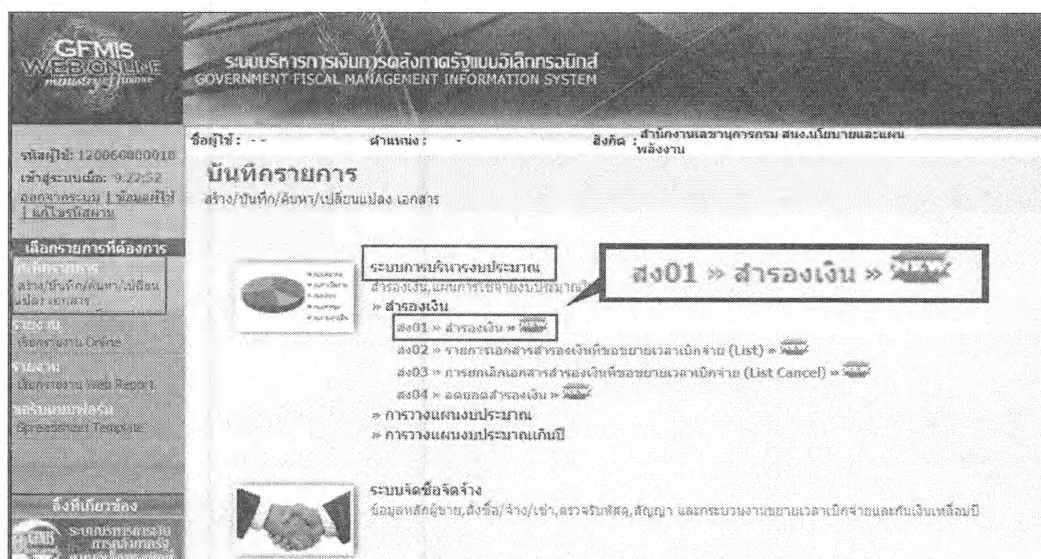 GFMIS
WEB ONLINE
ministry of finance
ระบบบริหารการเงินการคลังภาครัฐแบบอิเล็กทรอนิกส์
GOVERNMENT FISCAL MANAGEMENT INFORMATION SYSTEM
รหัสผู้ใช้:
เข้าสู่ระบบเมื่อ: 9:22:52
ออกจากระบบ | ข้อมูลผู้ใช้
| แก้ไขรหัสผ่าน
ชื่อผู้ใช้ : - -
ตำแหน่ง : -
สังกัด : สำนักงานเลขานุการกรม สนง.นโยบายและแผน
พลังงาน
บันทึกรายการ
สร้าง/บันทึก/ค้นหา/เปลี่ยนแปลง เอกสาร
เลือกรายการที่ต้องการ
บันทึกรายการ
สร้าง/บันทึก/ค้นหา/เปลี่ยน
แปลง เอกสาร
รายงาน
เรียกรายงาน Online
รายงาน
เรียกรายงาน Web Report
ขอรับแบบฟอร์ม
Spreadsheet Template
ลิ้งที่เกี่ยวข้อง
ระบบบริหารการเงิน
การคลังภาครัฐ
ระบบการบริหารงบประมาณ
สำรองเงิน,แผนการใช้จ่ายงบประมาณ
» สำรองเงิน
สง01 » สำรองเงิน »
สง02 » รายการเอกสารสำรองเงินที่ขอขยายเวลาเบิกจ่าย (List) »
สง03 » การยกเลิกเอกสารสำรองเงินที่ขอขยายเวลาเบิกจ่าย (List Cancel) »
สง04 » ลดยอดสำรองเงิน »
» การวางแผนงบประมาณ
» การวางแผนงบประมาณเกินปี
สง01 » สำรองเงิน »
ระบบจัดซื้อจัดจ้าง
ข้อมูลหลักผู้ขาย,สั่งซื้อ/จ้าง/เช่า,ตรวจรับพัสดุ,สัญญา และกระบวนงานขยายเวลาเบิกจ่ายและกันเงินเหลื่อมปี